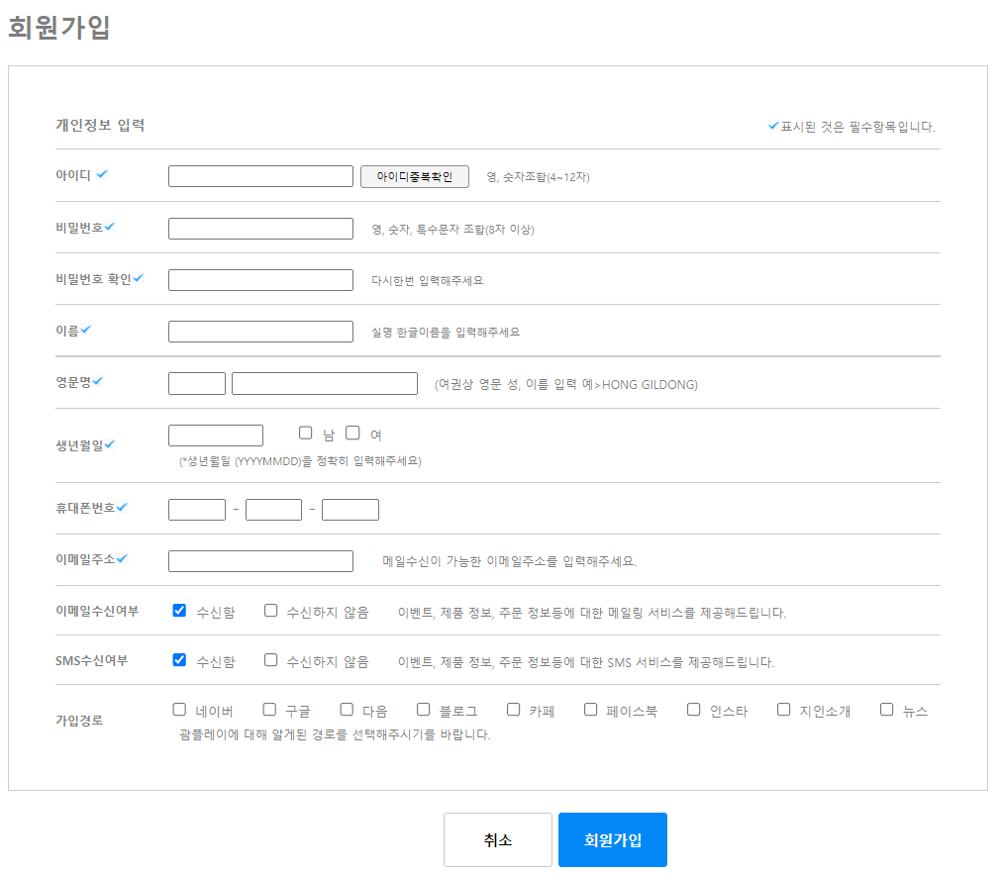 회원가입
개인정보 입력
표시된 것은 필수항목입니다.
아이디 아이디중복확인 영, 숫자조합(4~12자)
비밀번호 영, 숫자, 특수문자 조합(8자 이상)
비밀번호 확인 다시한번 입력해주세요
이름 실명 한글이름을 입력해주세요
영문명 (여권상 영문 성, 이름 입력 예>HONG GILDONG)
생년월일 남 여
(*생년월일 (YYYYMMDD)을 정확히 입력해주세요)
휴대폰번호 - -
이메일주소 메일수신이 가능한 이메일주소를 입력해주세요.
이메일수신여부 수신함 수신하지 않음 이벤트, 제품 정보, 주문 정보등에 대한 메일링 서비스를 제공해드립니다.
SMS수신여부 수신함 수신하지 않음 이벤트, 제품 정보, 주문 정보등에 대한 SMS 서비스를 제공해드립니다.
가입경로 네이버 구글 다음 블로그 카페 페이스북 인스타 지인소개 뉴스
괌플레이에 대해 알게된 경로를 선택해주시기를 바랍니다.
취소 회원가입